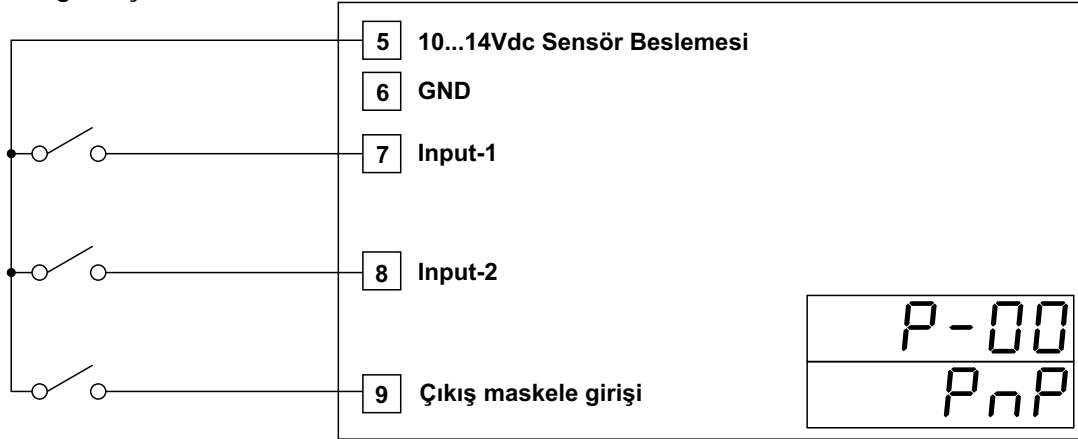 5 10...14Vdc Sensör Beslemesi
6 GND
7 Input-1
8 Input-2
9 Çıkış maskele girişi
P-00
PnP